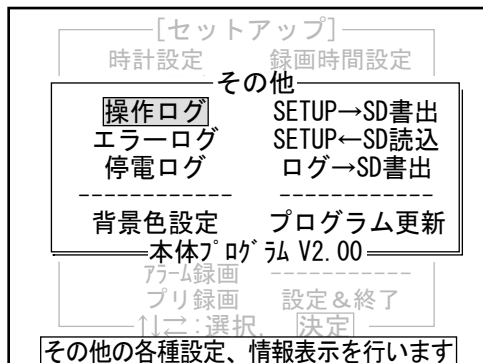 [セットアップ]
時計設定 録画時間設定
その他
操作ログ SETUP→SD書出
エラーログ SETUP←SD読込
停電ログ ログ→SD書出
------------ ------------
背景色設定 プログラム更新
本体ﾌﾟﾛｸﾞﾗﾑ V2.00
ｱﾗｰﾑ録画 -----------
プリ録画 設定&終了
↑↓⇄:選択, 決定
その他の各種設定、情報表示を行います